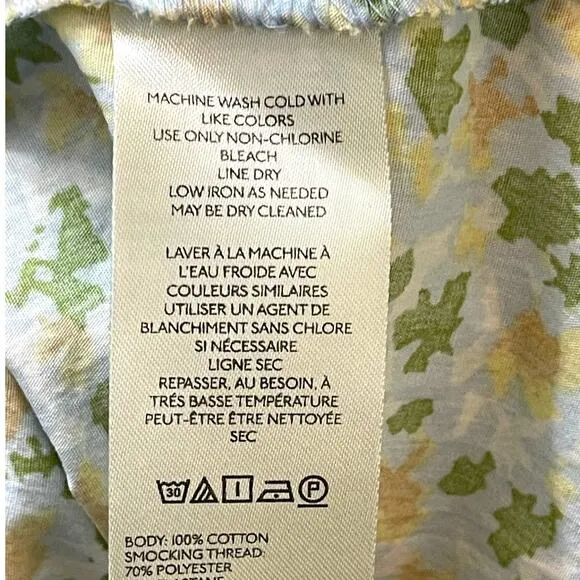 MACHINE WASH COLD WITH
LIKE COLORS
USE ONLY NON-CHLORINE
BLEACH
LINE DRY
LOW IRON AS NEEDED
MAY BE DRY CLEANED
LAVER À LA MACHINE À
L'EAU FROIDE AVEC
COULEURS SIMILAIRES
UTILISER UN AGENT DE
BLANCHIMENT SANS CHLORE
SI NÉCESSAIRE
LIGNE SEC
REPASSER, AU BESOIN, À
TRÉS BASSE TEMPÉRATURE
PEUT-ÊTRE ÊTRE NETTOYÉE
SEC
30 P
BODY: 100% COTTON
SMOCKING THREAD:
70% POLYESTER